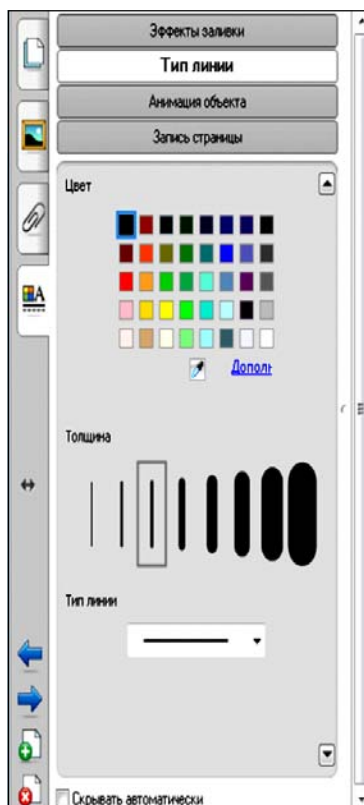 Эффекты заливки
Тип линии
Анимация объекта
Запись страницы
Цвет
A
Дополн
Толщина
Тип линии
Скрывать автоматически